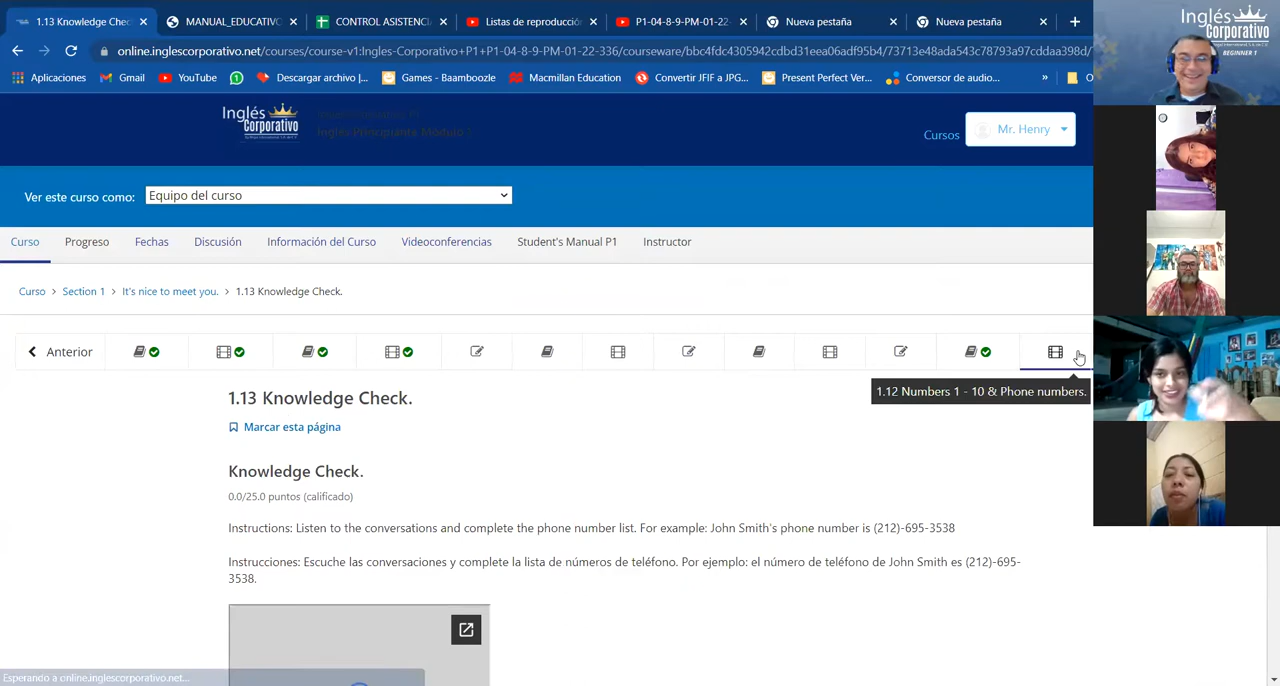 1.13 Knowledge Chec
MANUAL_EDUCATIVO
CONTROL ASISTENCI
Listas de reproducció
P1-04-8-9-PM-01-22-
Nueva pestaña
Nueva pestaña
online.inglescorporativo.net/courses/course-v1:Ingles-Corporativo+P1+P1-04-8-9-PM-01-22-336/courseware/bbc4fdc4305942cdbd31eea06adf95b4/73713e48ada543c78793a97cddaa398d/
Aplicaciones
Gmail
YouTube
Descargar archivo |...
Games - Baamboozle
Macmillan Education
Convertir JFIF a JPG...
Present Perfect Ver...
Conversor de audio...
»
Inglés
Corporativo
Inglés Principiante Módulo 1
Cursos
Mr. Henry
Ver este curso como:
Equipo del curso
Curso
Progreso
Fechas
Discusión
Información del Curso
Videoconferencias
Student's Manual P1
Instructor
Curso > Section 1 > It's nice to meet you. > 1.13 Knowledge Check.
Anterior
1.12 Numbers 1 - 10 & Phone numbers.
1.13 Knowledge Check.
Marcar esta página
Knowledge Check.
0.0/25.0 puntos (calificado)
Instructions: Listen to the conversations and complete the phone number list. For example: John Smith's phone number is (212)-695-3538
Instrucciones: Escuche las conversaciones y complete la lista de números de teléfono. Por ejemplo: el número de teléfono de John Smith es (212)-695-
3538.
Esperando a online.inglescorporativo.net...
Inglés
Corporativo
BEGINNER 1